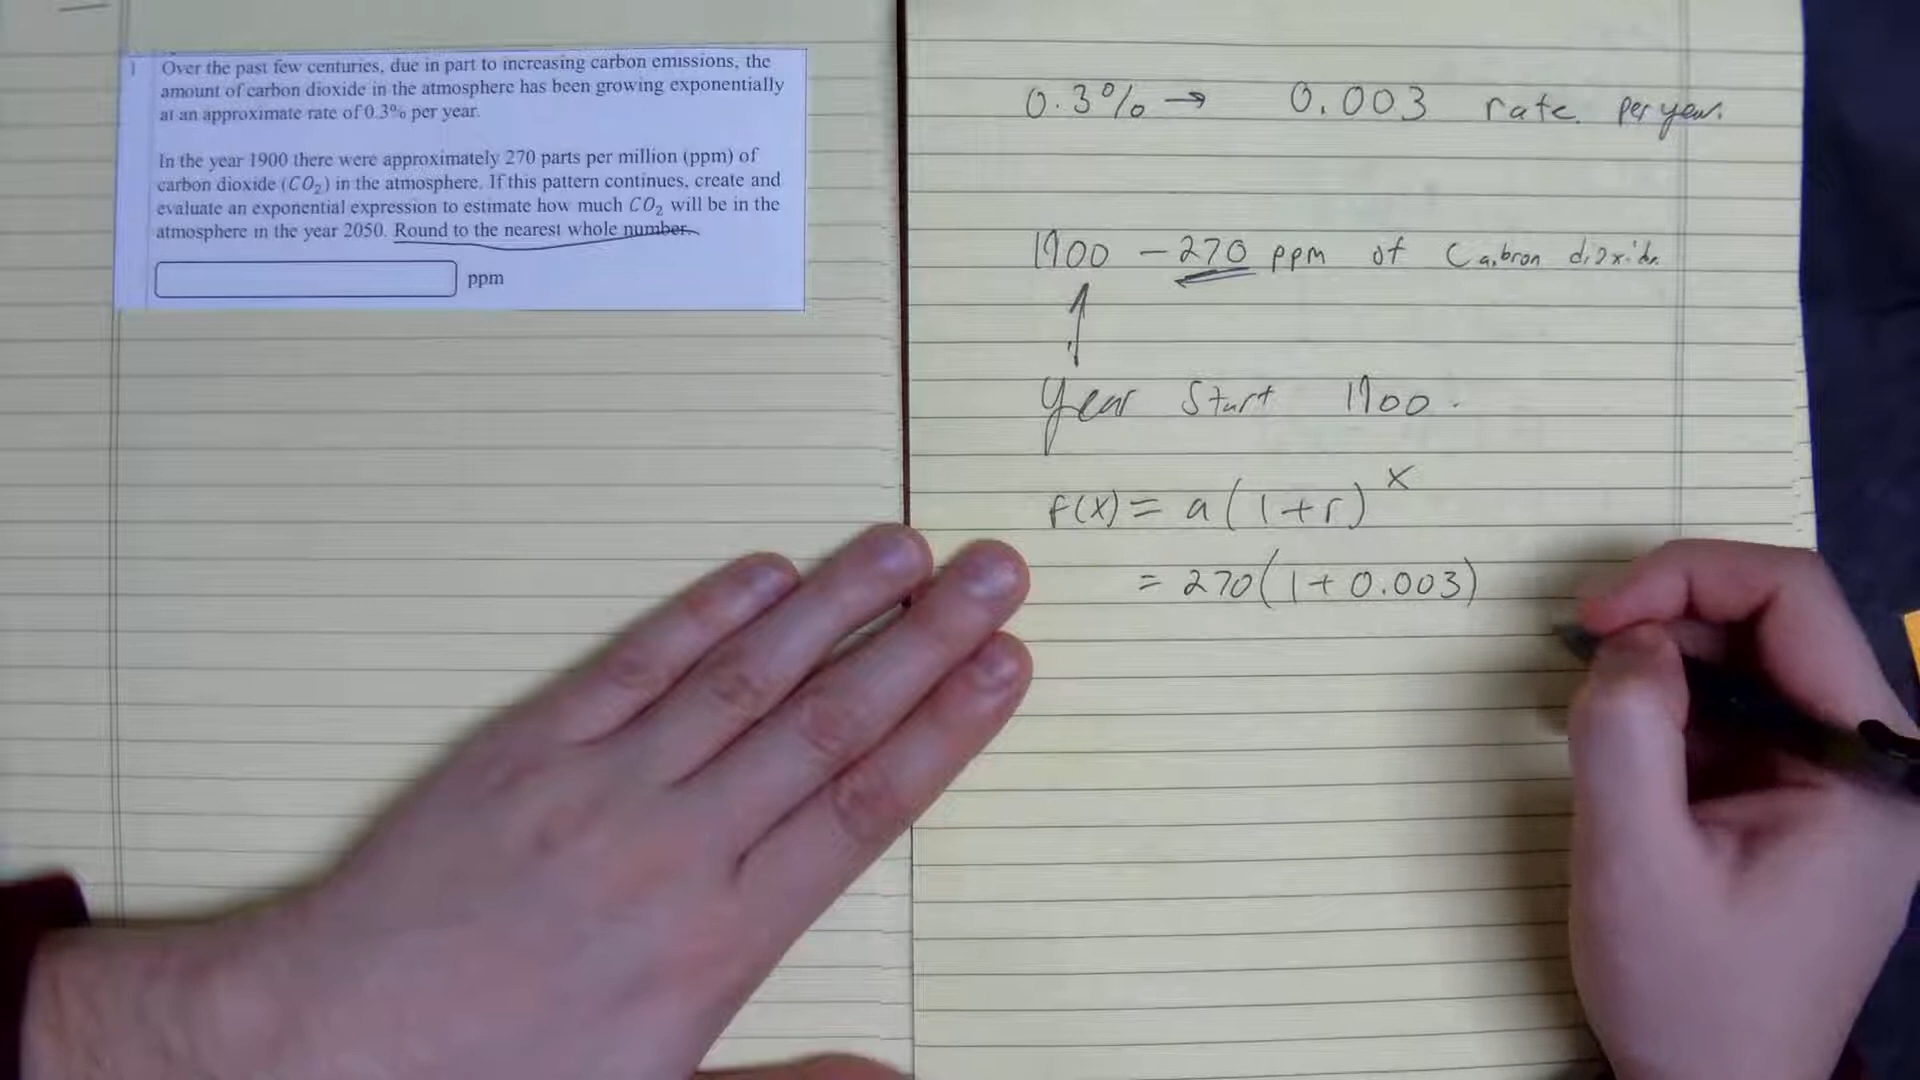 1 Over the past few centuries, due in part to increasing carbon emissions, the
amount of carbon dioxide in the atmosphere has been growing exponentially
at an approximate rate of 0.3% per year.
In the year 1900 there were approximately 270 parts per million (ppm) of
carbon dioxide (CO₂) in the atmosphere. If this pattern continues, create and
evaluate an exponential expression to estimate how much CO₂ will be in the
atmosphere in the year 2050. Round to the nearest whole number.
ppm
0.3% → 0.003 rate per year.
1900 - 270 ppm of Cabron dioxide
Year Start 1900.
f(x) = a(1+r)^x
= 270(1+0.003)